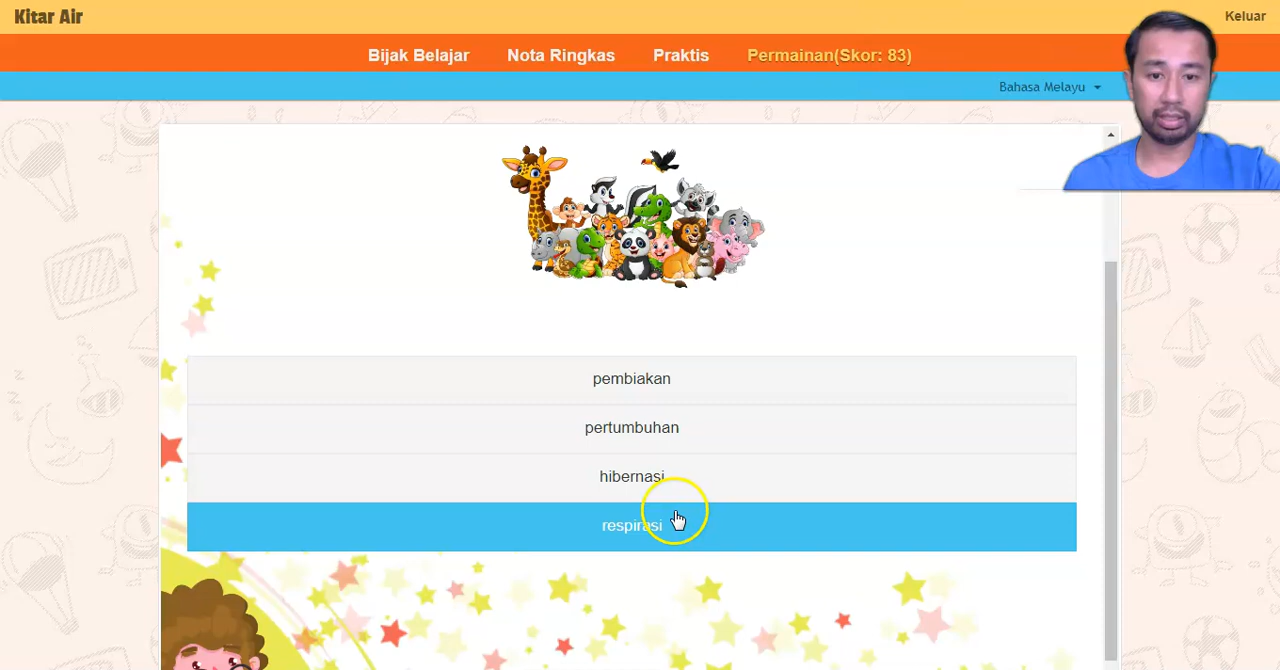 Kitar Air
Keluar
Bijak Belajar
Nota Ringkas
Praktis
Permainan(Skor: 83)
Bahasa Melayu
pembiakan
pertumbuhan
hibernasi
respirasi